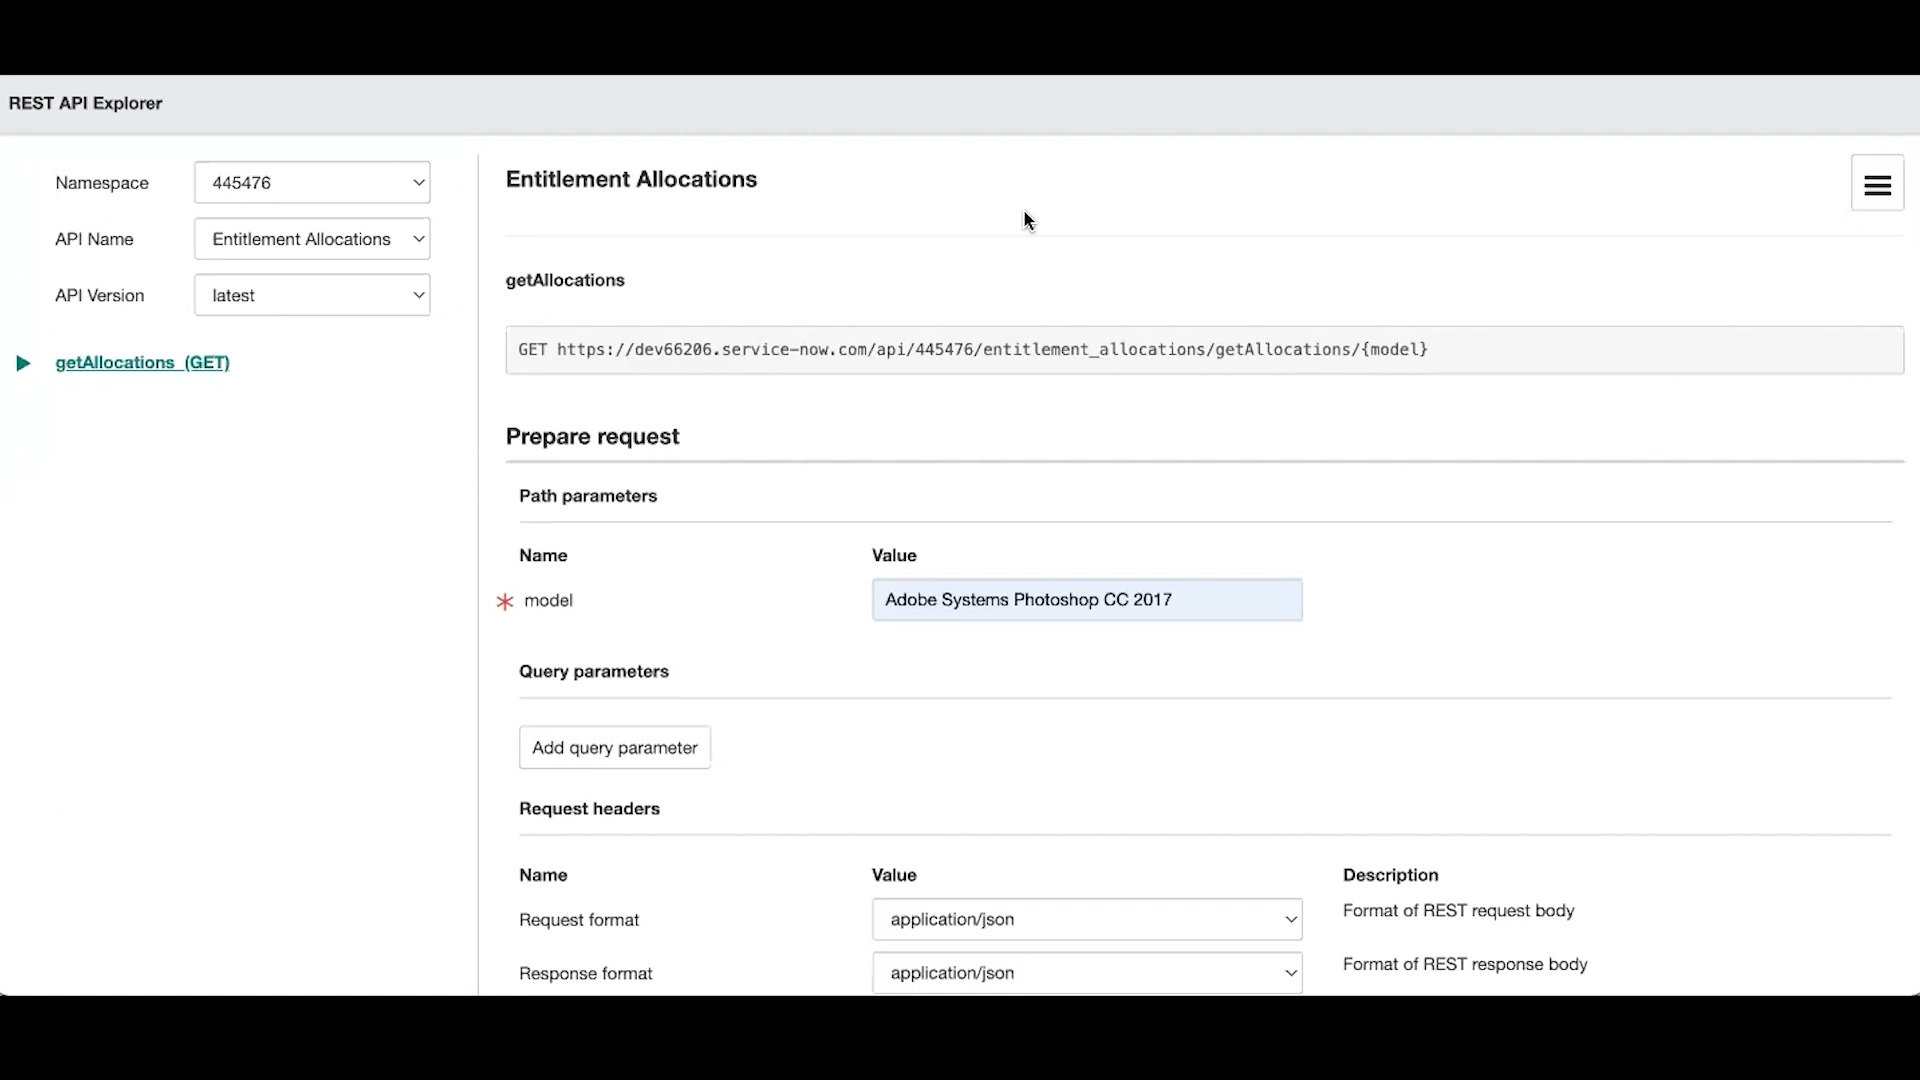 REST API Explorer
Namespace 445476
API Name Entitlement Allocations
API Version latest
getAllocations (GET)
Entitlement Allocations
getAllocations
GET https://dev66206.service-now.com/api/445476/entitlement_allocations/getAllocations/{model}
Prepare request
Path parameters
Name Value
* model Adobe Systems Photoshop CC 2017
Query parameters
Add query parameter
Request headers
Name Value Description
Request format application/json Format of REST request body
Response format application/json Format of REST response body